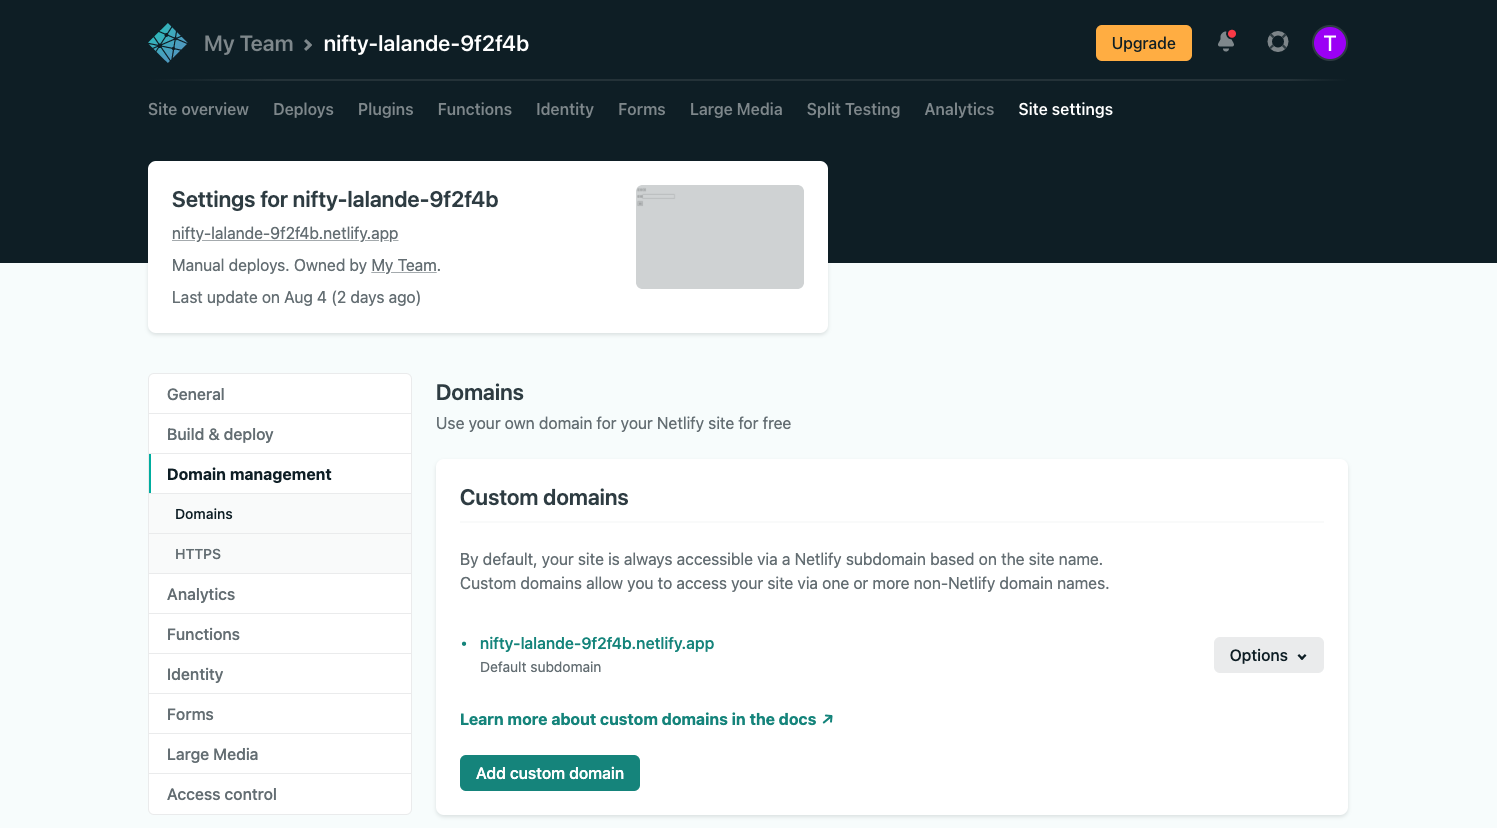 My Team > nifty-lalande-9f2f4b
Upgrade
T
Site overview Deploys Plugins Functions Identity Forms Large Media Split Testing Analytics Site settings
Settings for nifty-lalande-9f2f4b
nifty-lalande-9f2f4b.netlify.app
Manual deploys. Owned by My Team.
Last update on Aug 4 (2 days ago)
General
Build & deploy
Domain management
Domains
HTTPS
Analytics
Functions
Identity
Forms
Large Media
Access control
Domains
Use your own domain for your Netlify site for free
Custom domains
By default, your site is always accessible via a Netlify subdomain based on the site name.
Custom domains allow you to access your site via one or more non-Netlify domain names.
• nifty-lalande-9f2f4b.netlify.app
Default subdomain
Options
Learn more about custom domains in the docs ↗
Add custom domain